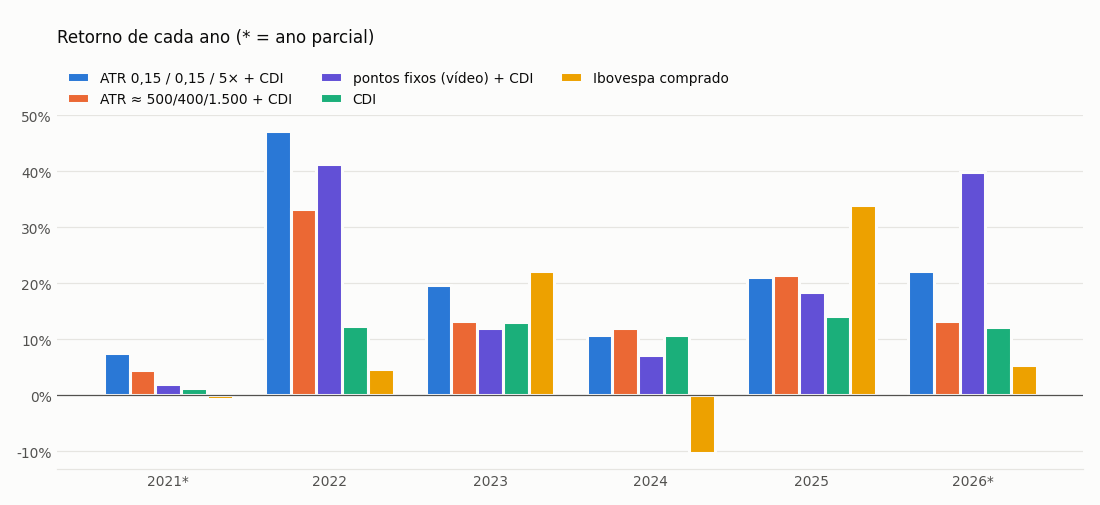 Retorno de cada ano (* = ano parcial)
ATR 0,15 / 0,15 / 5× + CDI
ATR ≈ 500/400/1.500 + CDI
pontos fixos (vídeo) + CDI
CDI
Ibovespa comprado
50%
40%
30%
20%
10%
0%
-10%
2021*
2022
2023
2024
2025
2026*